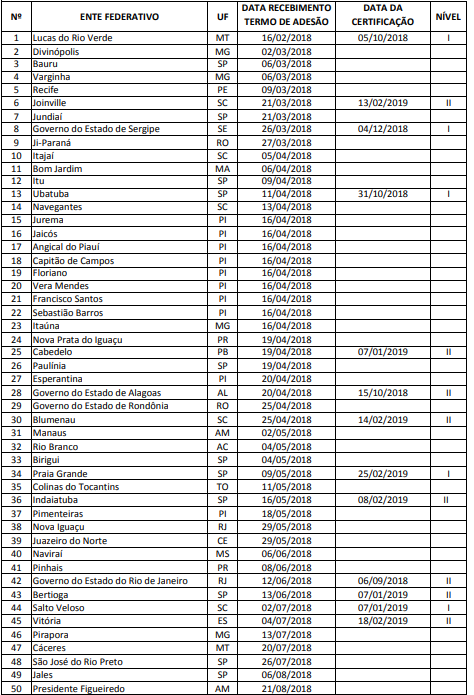 Nº ENTE FEDERATIVO UF DATA RECEBIMENTO TERMO DE ADESÃO DATA DA CERTIFICAÇÃO NÍVEL
1 Lucas do Rio Verde MT 16/02/2018 05/10/2018 I
2 Divinópolis MG 02/03/2018
3 Bauru SP 06/03/2018
4 Varginha MG 06/03/2018
5 Recife PE 09/03/2018
6 Joinville SC 21/03/2018 13/02/2019 II
7 Jundiaí SP 21/03/2018
8 Governo do Estado de Sergipe SE 26/03/2018 04/12/2018 I
9 Ji-Paraná RO 27/03/2018
10 Itajaí SC 05/04/2018
11 Bom Jardim MA 06/04/2018
12 Itu SP 09/04/2018
13 Ubatuba SP 11/04/2018 31/10/2018 I
14 Navegantes SC 13/04/2018
15 Jurema PI 16/04/2018
16 Jaicós PI 16/04/2018
17 Angical do Piauí PI 16/04/2018
18 Capitão de Campos PI 16/04/2018
19 Floriano PI 16/04/2018
20 Vera Mendes PI 16/04/2018
21 Francisco Santos PI 16/04/2018
22 Sebastião Barros PI 16/04/2018
23 Itaúna MG 16/04/2018
24 Nova Prata do Iguaçu PR 19/04/2018
25 Cabedelo PB 19/04/2018 07/01/2019 II
26 Paulínia SP 19/04/2018
27 Esperantina PI 20/04/2018
28 Governo do Estado de Alagoas AL 20/04/2018 15/10/2018 II
29 Governo do Estado de Rondônia RO 25/04/2018
30 Blumenau SC 25/04/2018 14/02/2019 II
31 Manaus AM 02/05/2018
32 Rio Branco AC 04/05/2018
33 Birigui SP 04/05/2018
34 Praia Grande SP 09/05/2018 25/02/2019 I
35 Colinas do Tocantins TO 11/05/2018
36 Indaiatuba SP 16/05/2018 08/02/2019 II
37 Pimenteiras PI 18/05/2018
38 Nova Iguaçu RJ 29/05/2018
39 Juazeiro do Norte CE 29/05/2018
40 Naviraí MS 06/06/2018
41 Pinhais PR 08/06/2018
42 Governo do Estado do Rio de Janeiro RJ 12/06/2018 06/09/2018 II
43 Bertioga SP 13/06/2018 07/01/2019 II
44 Salto Veloso SC 02/07/2018 07/01/2019 I
45 Vitória ES 04/07/2018 18/02/2019 II
46 Pirapora MG 13/07/2018
47 Cáceres MT 20/07/2018
48 São José do Rio Preto SP 26/07/2018
49 Jales SP 06/08/2018
50 Presidente Figueiredo AM 21/08/2018